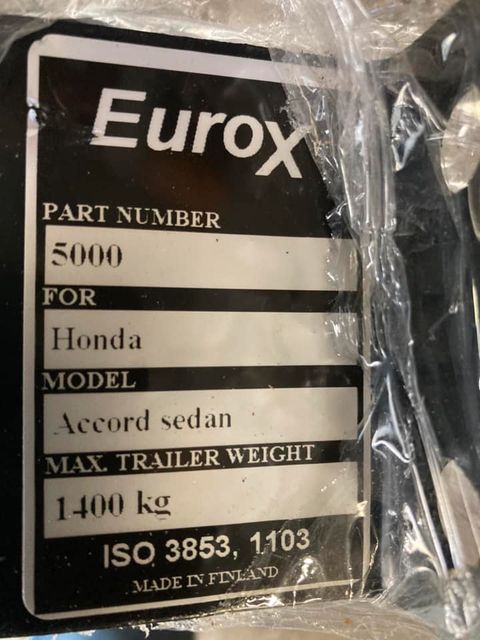 EuroX
PART NUMBER
5000
FOR
Honda
MODEL
Accord sedan
MAX. TRAILER WEIGHT
1400 kg
ISO 3853, 1103
MADE IN FINLAND